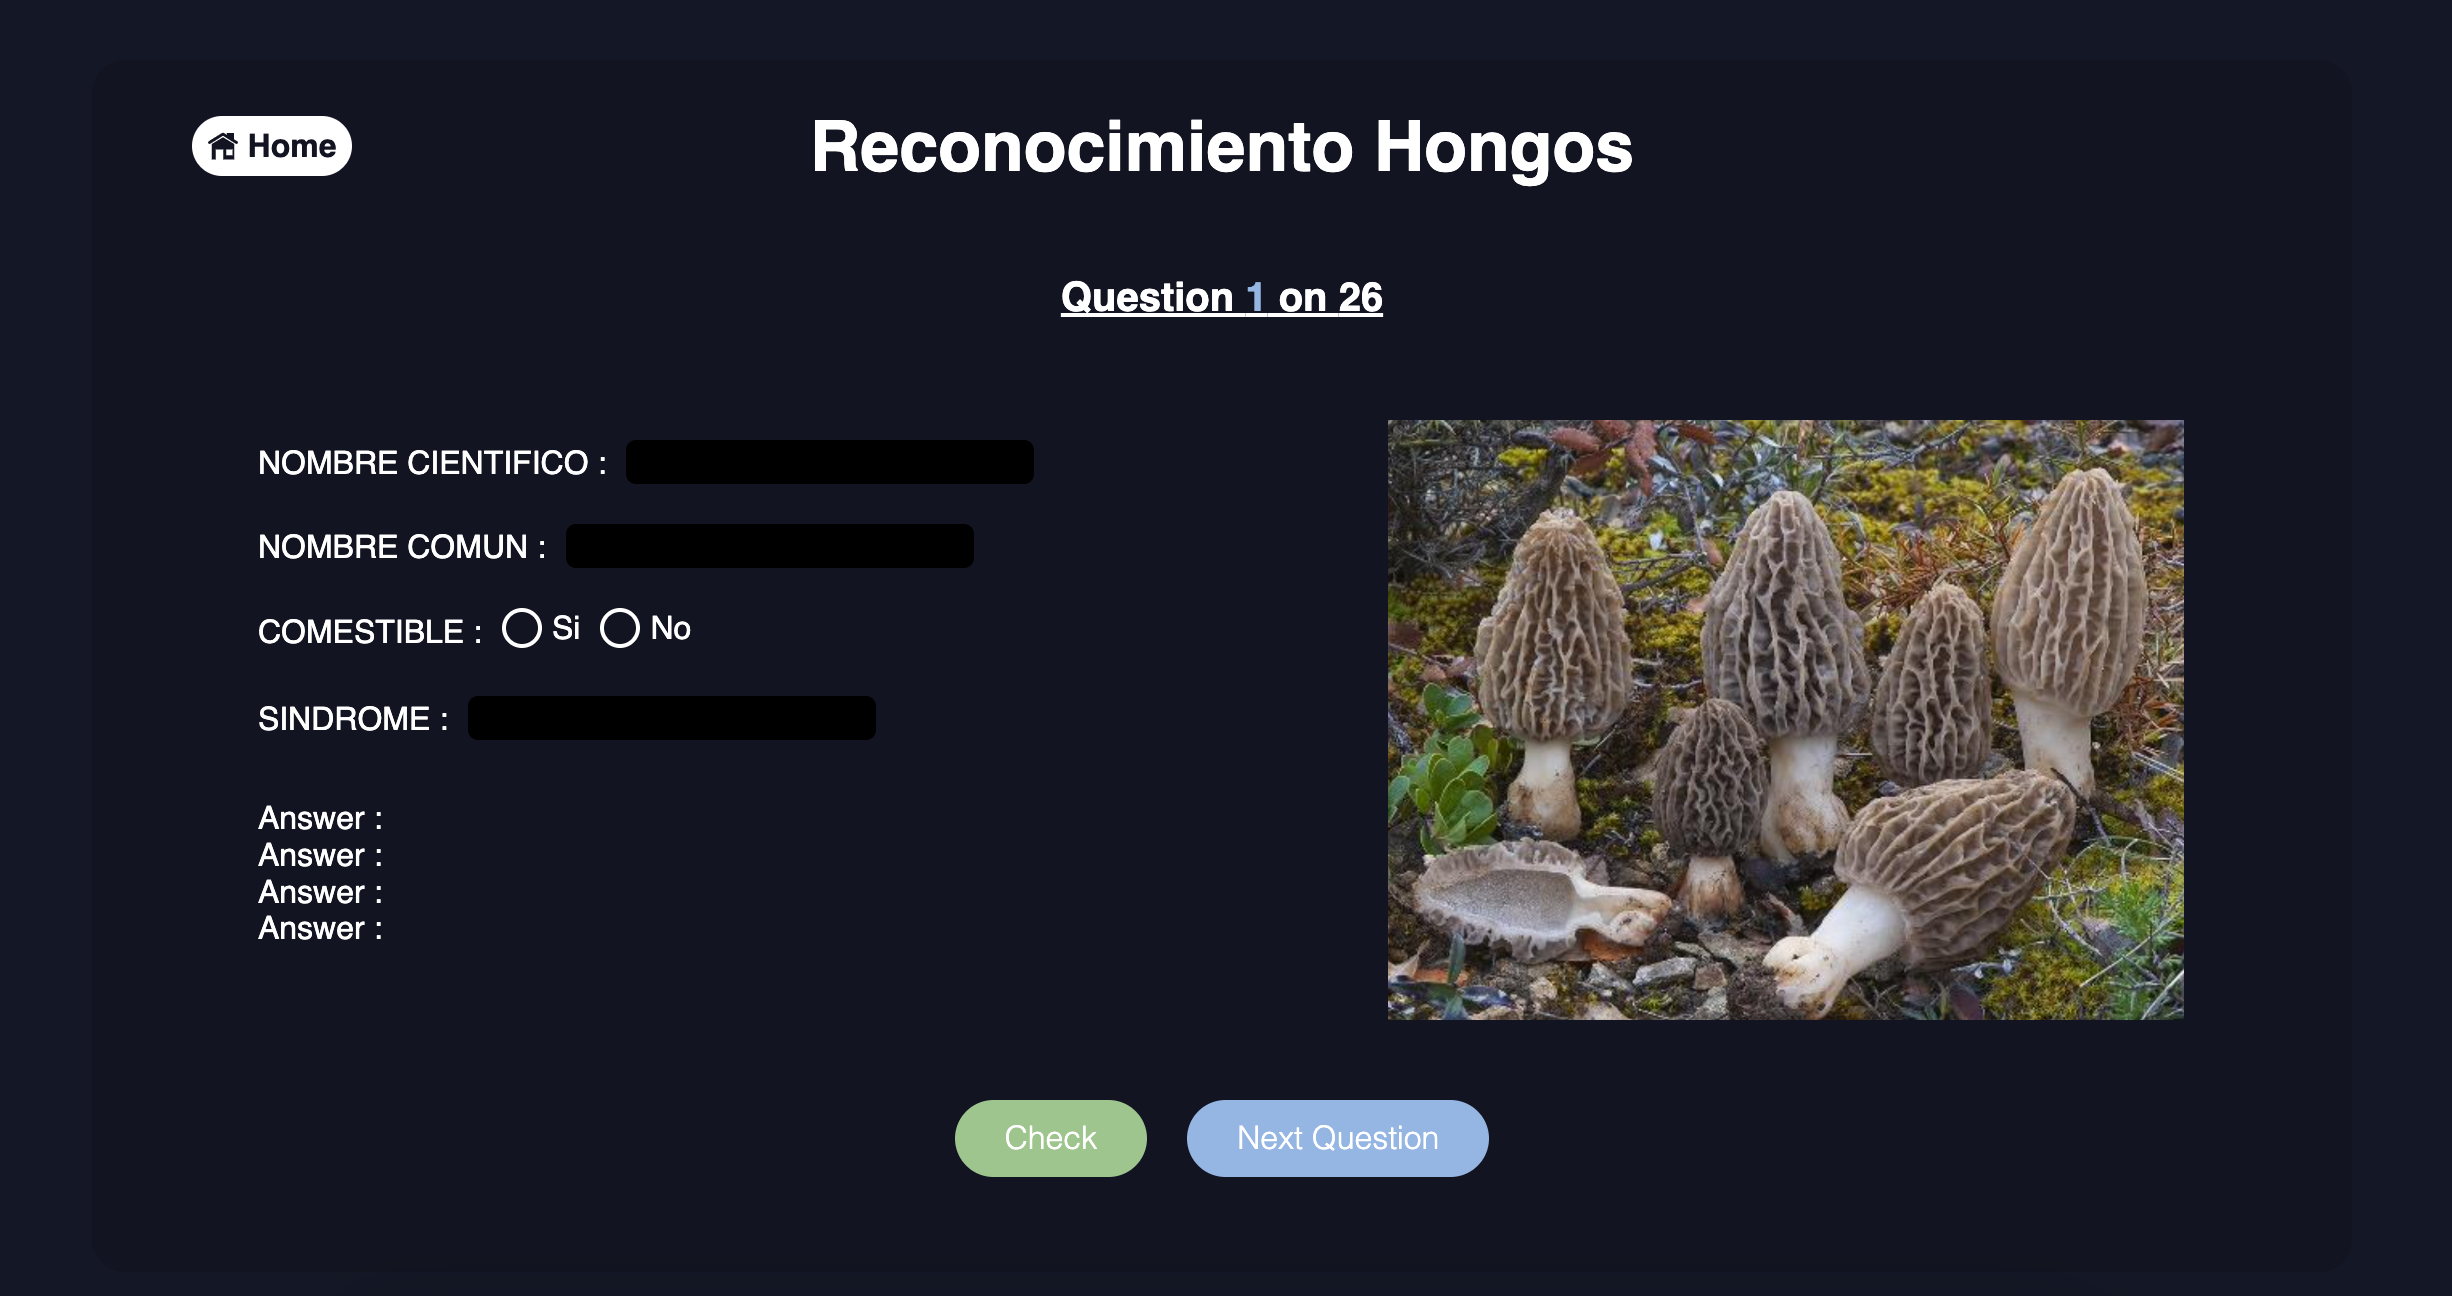 Home
Reconocimiento Hongos
Question 1 on 26
NOMBRE CIENTIFICO :
NOMBRE COMUN :
COMESTIBLE : Si No
SINDROME :
Answer :
Answer :
Answer :
Answer :
Check
Next Question